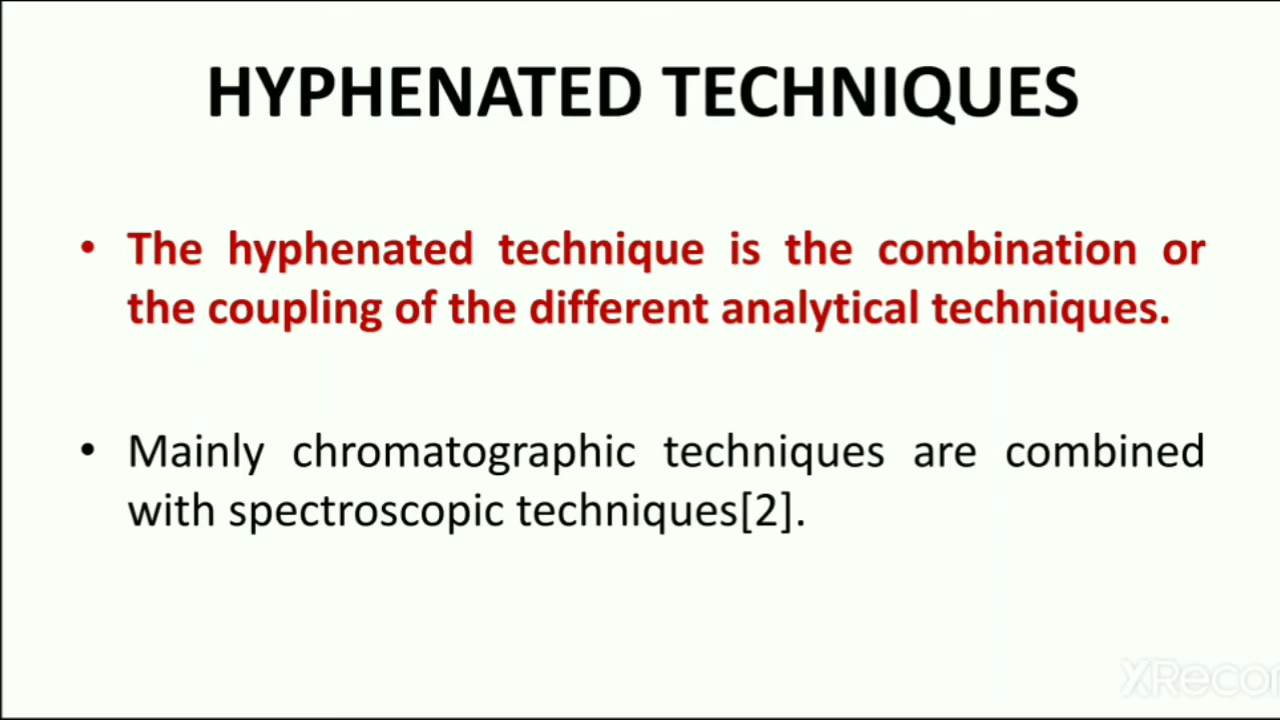 HYPHENATED TECHNIQUES
• The hyphenated technique is the combination or
the coupling of the different analytical techniques.
• Mainly chromatographic techniques are combined
with spectroscopic techniques[2].
XRecor